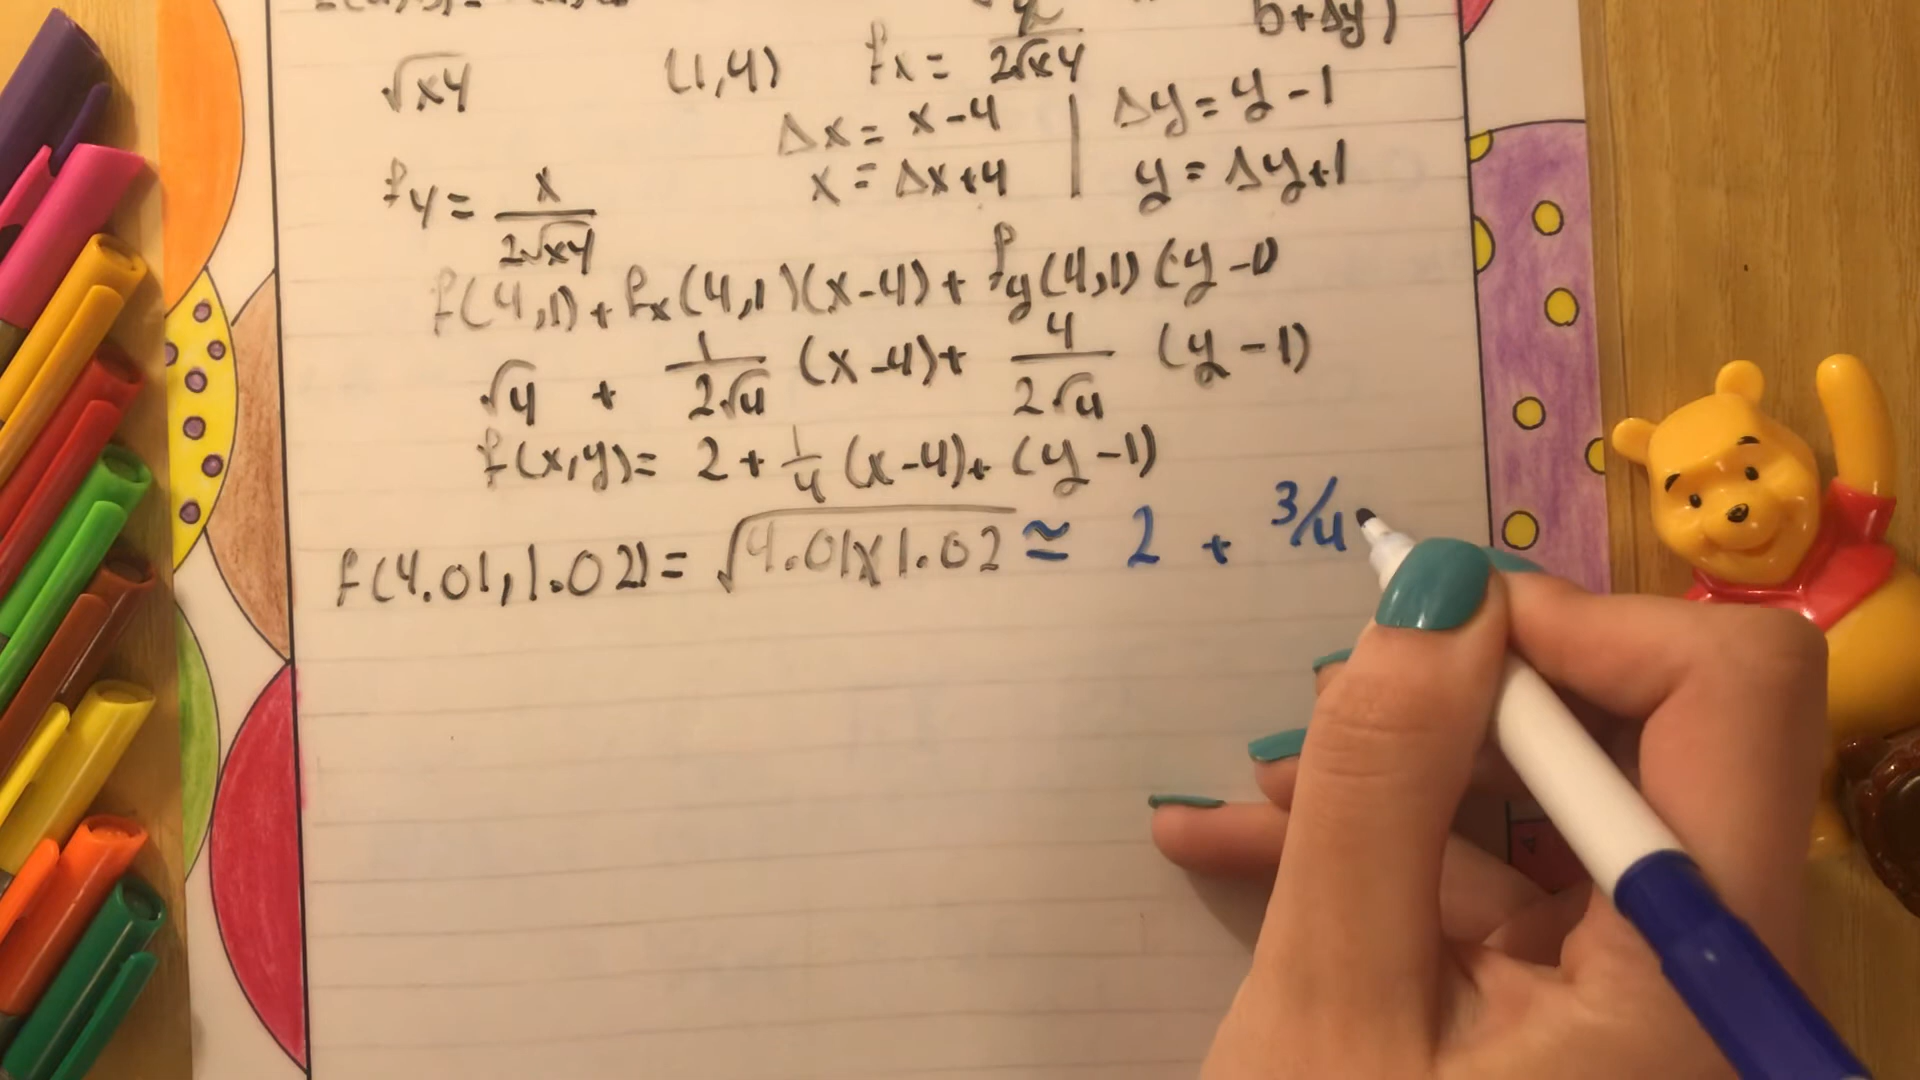 b+Δy)
√xy (1,4) fx = y/2√xy
Δx = x-4 | Δy = y-1
x = Δx+4 | y = Δy+1
fy = x/2√xy
f(4,1) + fx(4,1)(x-4) + fy(4,1)(y-1)
√4 + 1/2√4 (x-4) + 4/2√4 (y-1)
f(x,y) = 2 + 1/4 (x-4) + (y-1)
f(4.01,1.02) = √4.01x1.02 ≃ 2 + 3/4